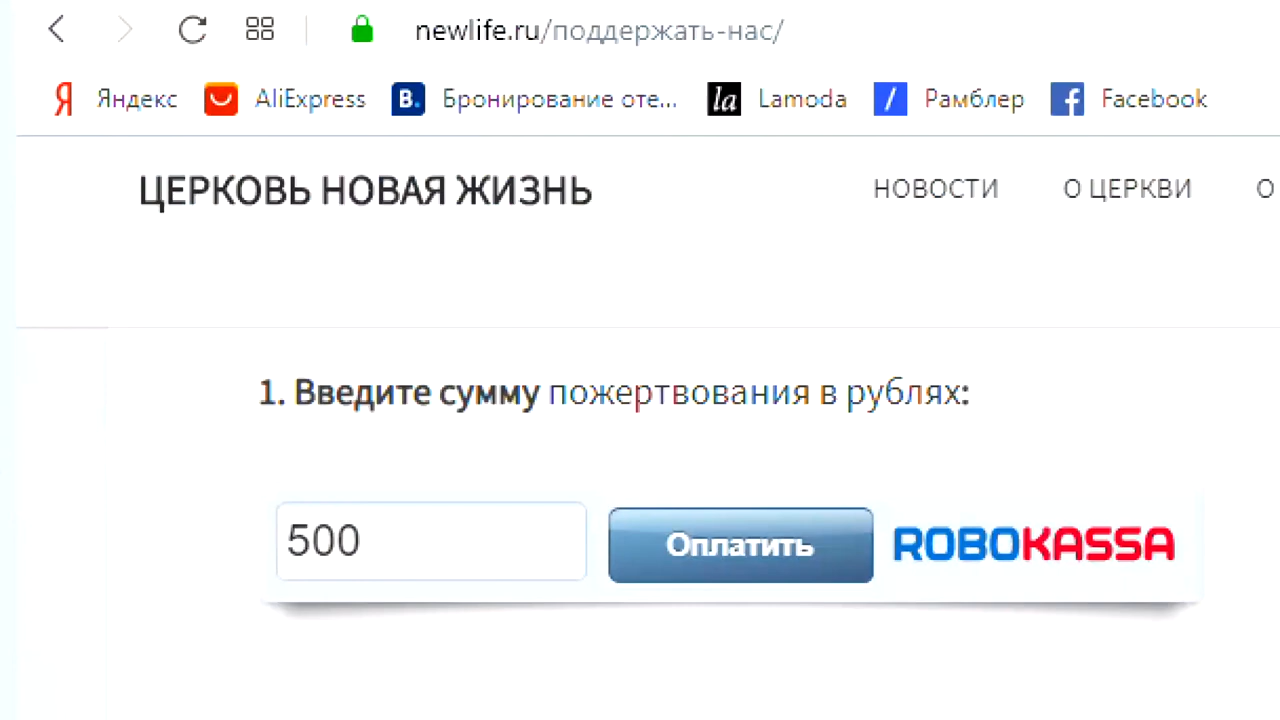 newlife.ru/поддержать-нас/
Яндекс AliExpress B. Бронирование оте... la Lamoda Рамблер Facebook
ЦЕРКОВЬ НОВАЯ ЖИЗНЬ НОВОСТИ О ЦЕРКВИ О
1. Введите сумму пожертвования в рублях:
500 Оплатить ROBOKASSA